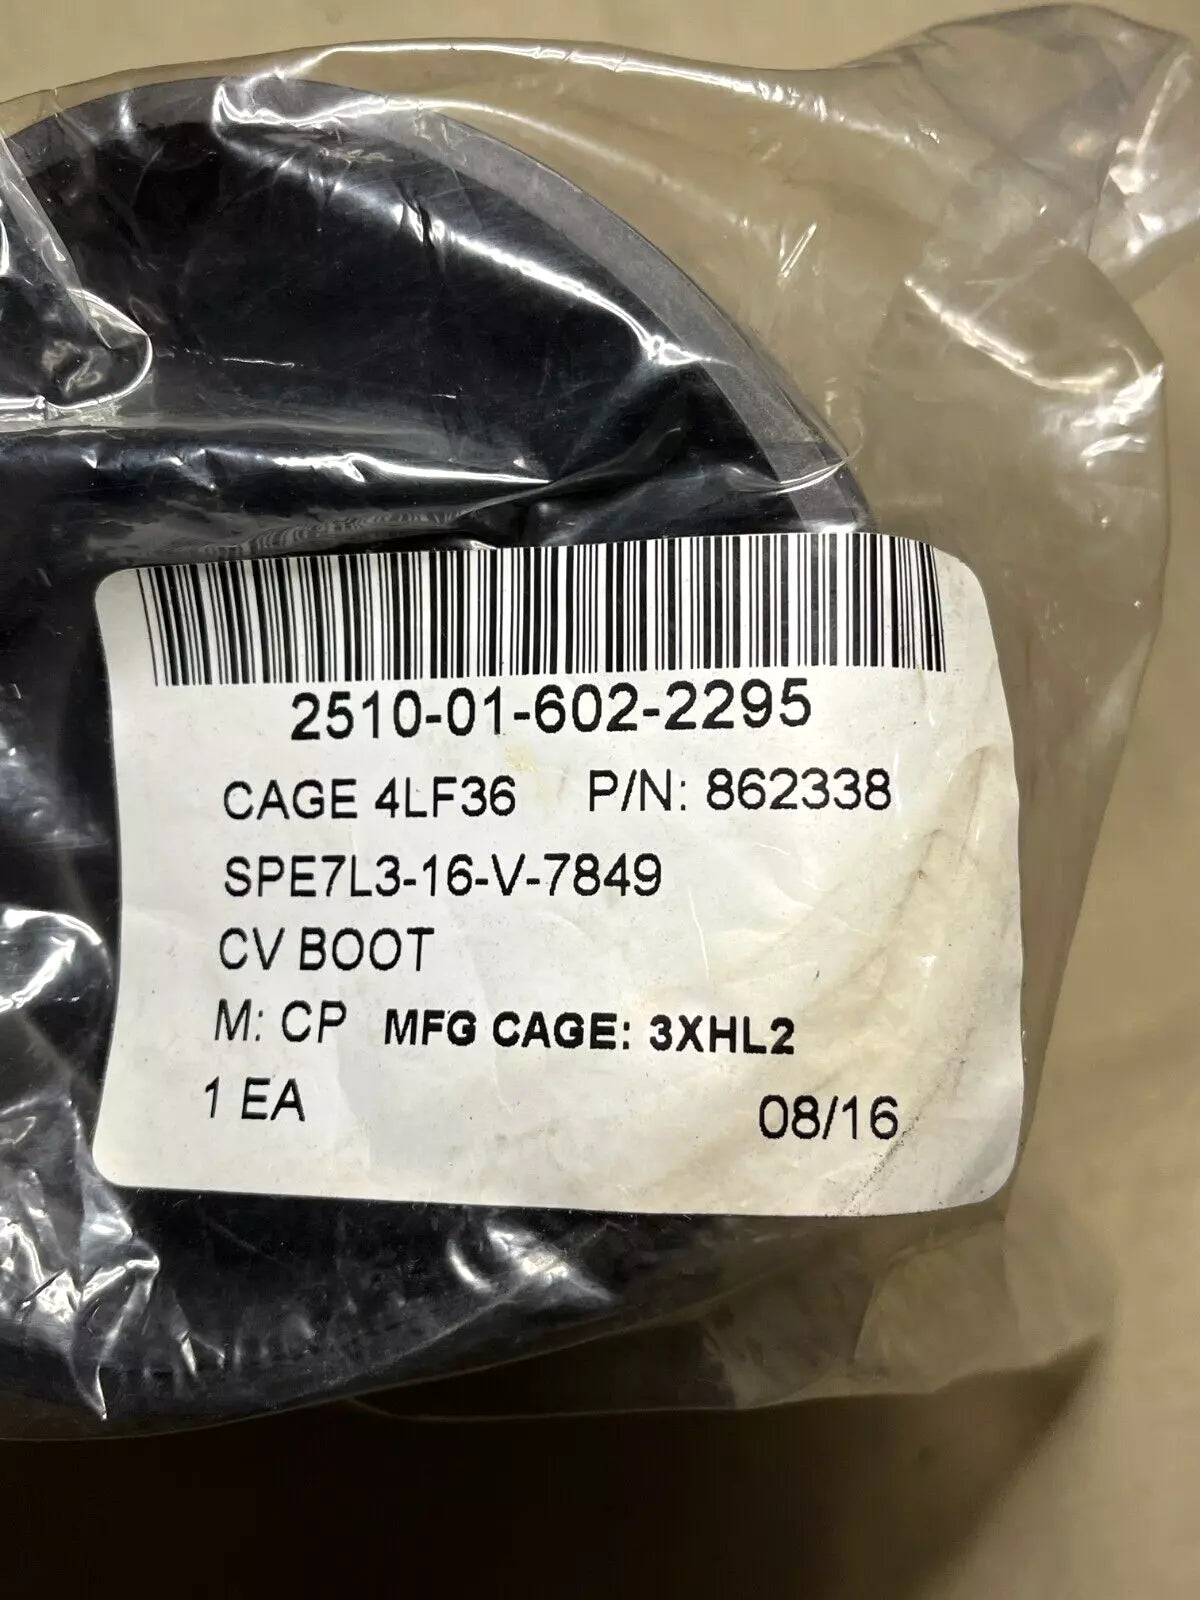 2510-01-602-2295
CAGE 4LF36 P/N: 862338
SPE7L3-16-V-7849
CV BOOT
M: CP MFG CAGE: 3XHL2
1 EA 08/16